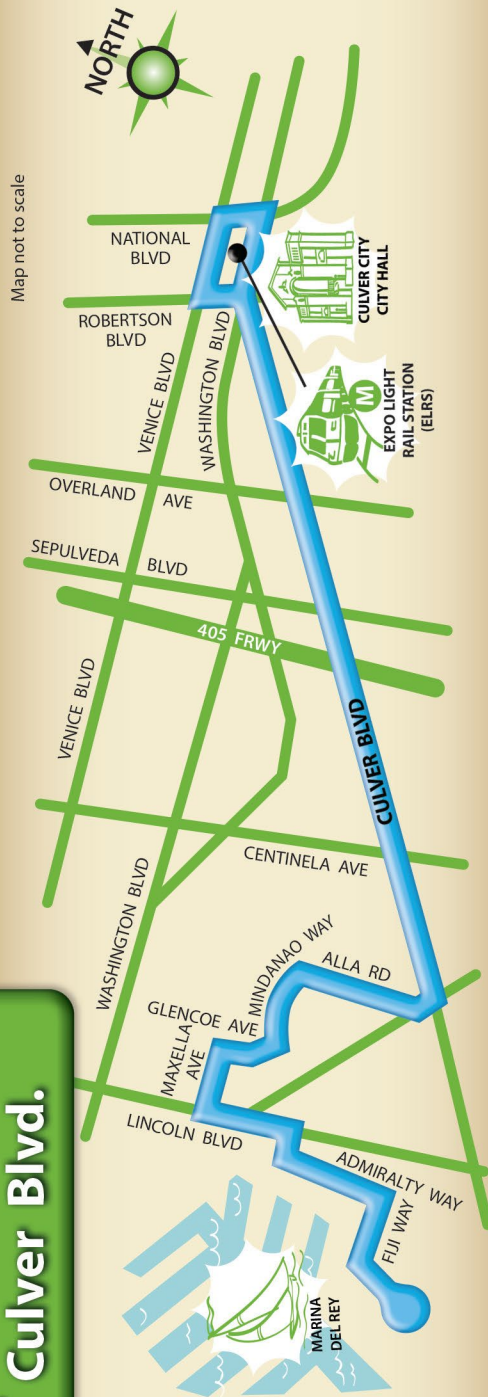 Culver Blvd.
Map not to scale
NORTH
NATIONAL
BLVD
ROBERTSON
BLVD
VENICE BLVD
WASHINGTON BLVD
OVERLAND AVE
SEPULVEDA BLVD
405 FRWY
VENICE BLVD
CULVER BLVD
CENTINELA AVE
WASHINGTON BLVD
MINDANAO WAY
ALLA RD
GLENCOE AVE
MAXELLA
AVE
LINCOLN BLVD
ADMIRALTY WAY
FIJI WAY
MARINA
DEL REY
CULVER CITY
CITY HALL
M
EXPO LIGHT
RAIL STATION
(ELRS)